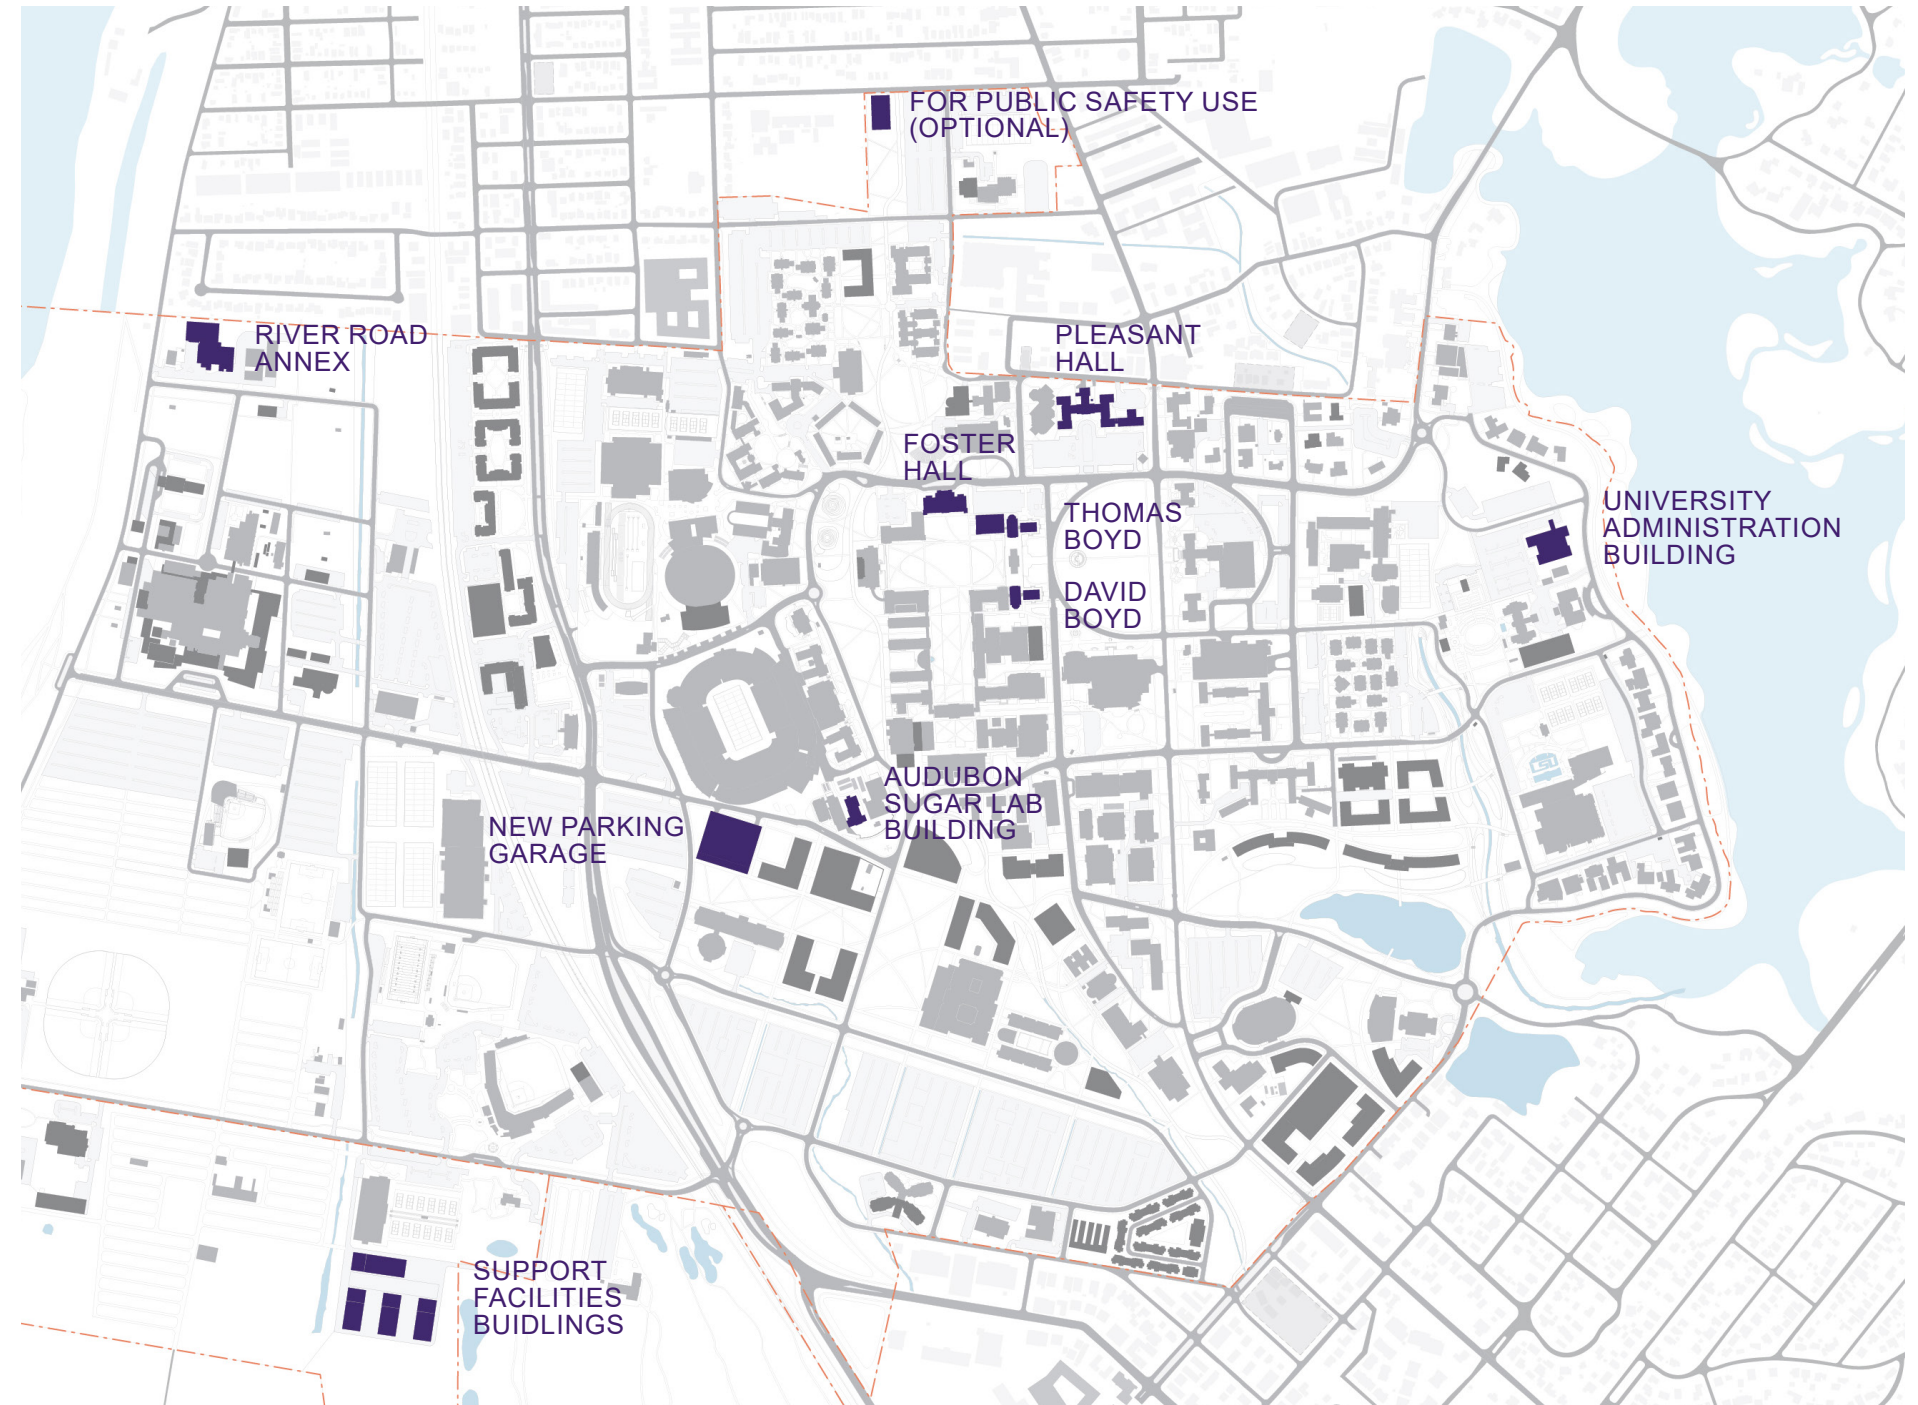 FOR PUBLIC SAFETY USE
(OPTIONAL)
RIVER ROAD
ANNEX
PLEASANT
HALL
FOSTER
HALL
THOMAS
BOYD
UNIVERSITY
ADMINISTRATION
BUILDING
DAVID
BOYD
AUDUBON
SUGAR LAB
BUILDING
NEW PARKING
GARAGE
SUPPORT
FACILITIES
BUIDLINGS